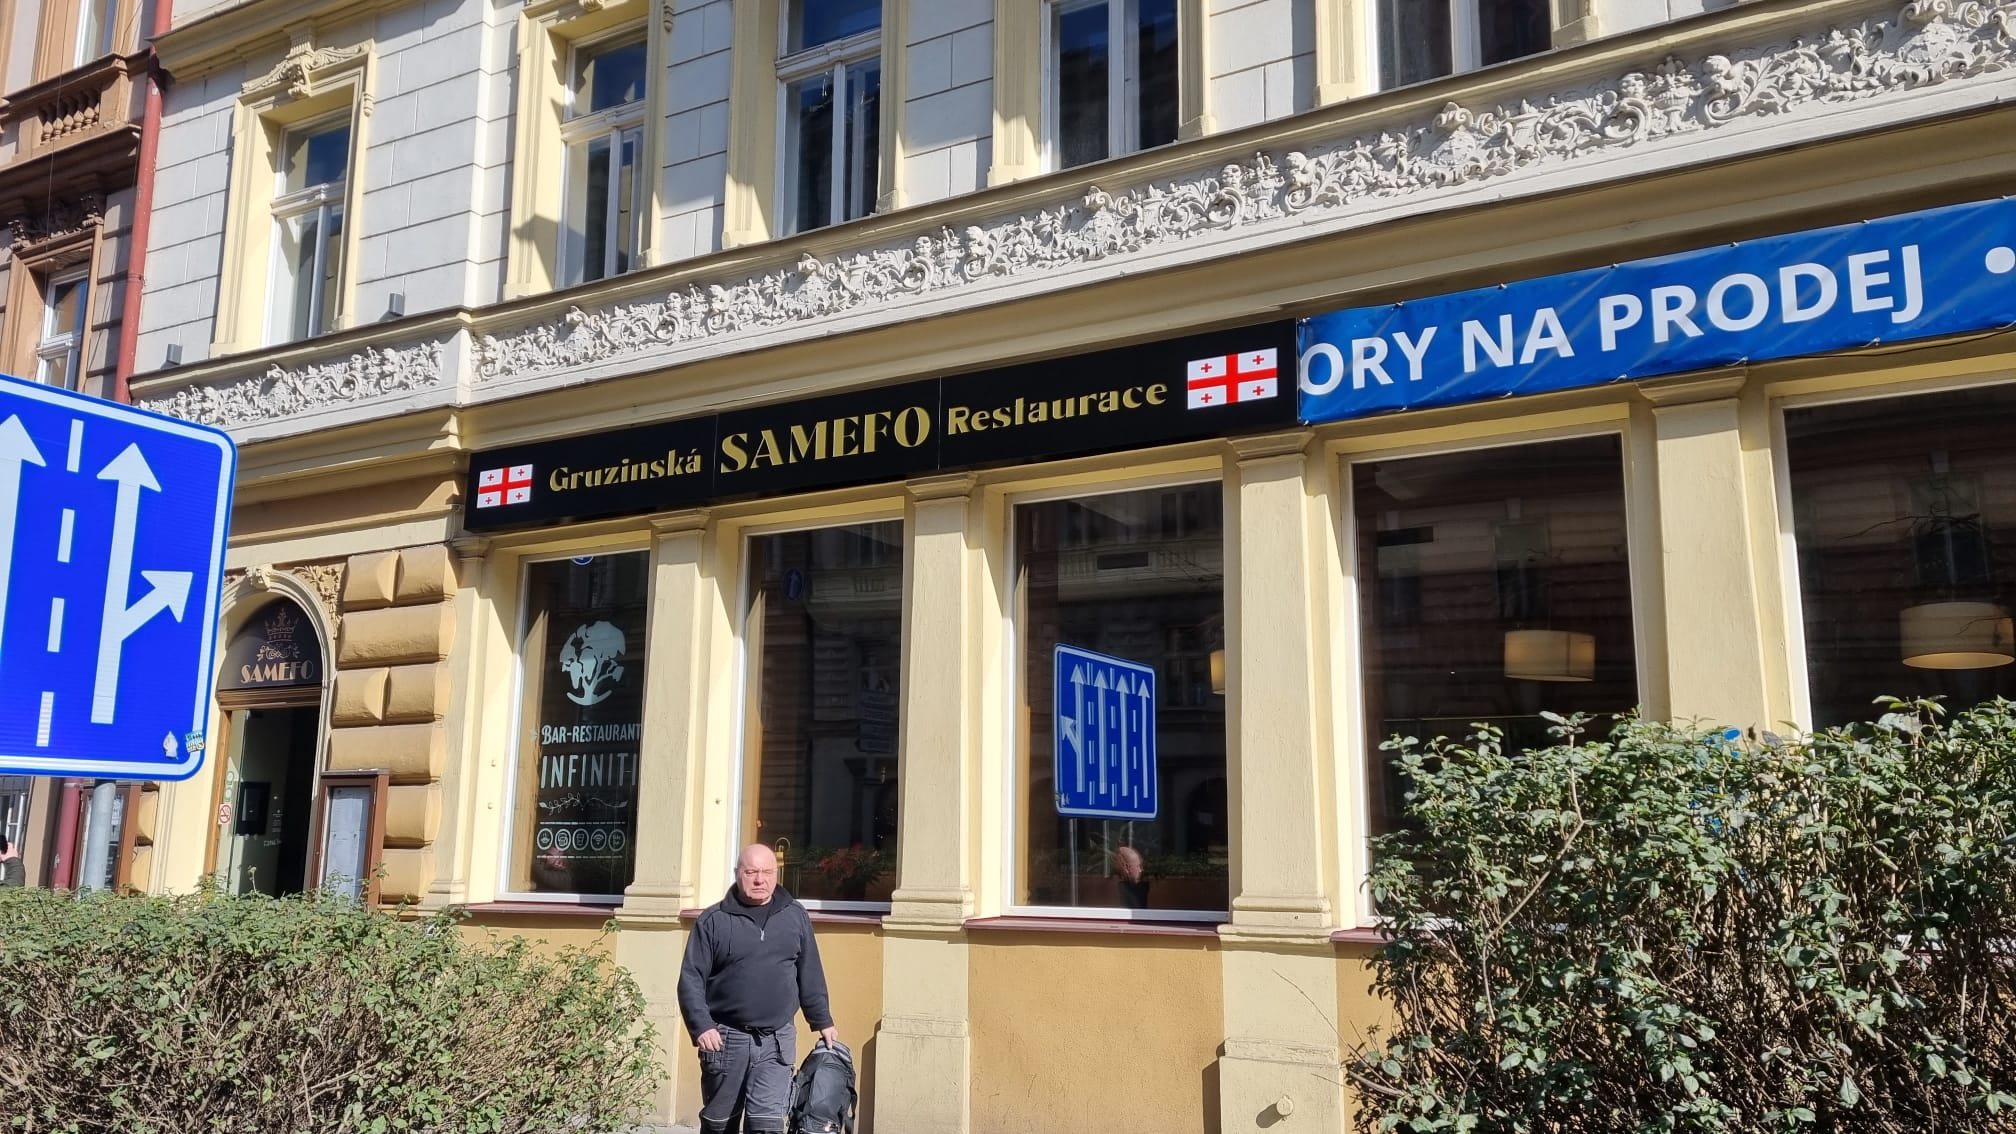 Gruzinská SAMEFO Reslaurace
ORY NA PRODEJ •
SAMEFO
BAR-RESTAURANT
INFINITI